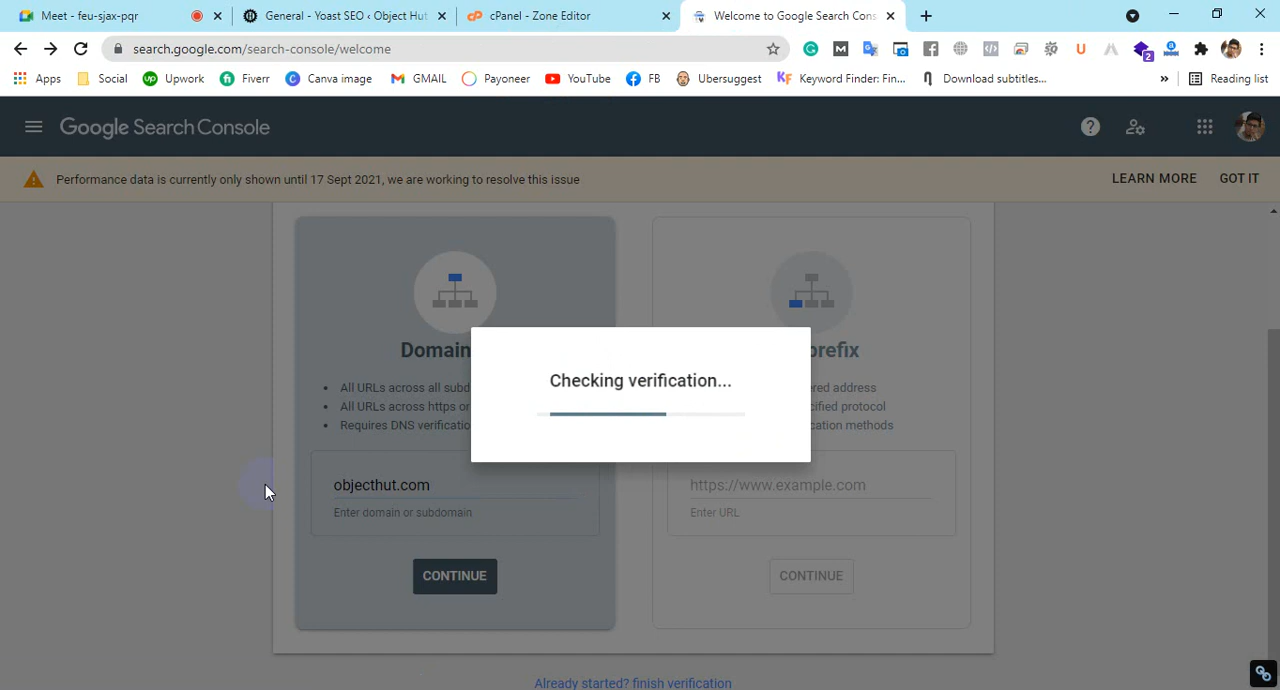 Meet - feu-sjax-pqr
General - Yoast SEO ‹ Object Hut
cPanel - Zone Editor
Welcome to Google Search Cons
search.google.com/search-console/welcome
Apps
Social
Upwork
Fiverr
Canva image
GMAIL
Payoneer
YouTube
FB
Ubersuggest
Keyword Finder: Fin...
Download subtitles...
»
Reading list
Google Search Console
Performance data is currently only shown until 17 Sept 2021, we are working to resolve this issue
LEARN MORE
GOT IT
Domain
prefix
• All URLs across all subd
• All URLs across https or
• Requires DNS verificatio
ered address
cified protocol
cation methods
Checking verification...
objecthut.com
Enter domain or subdomain
https://www.example.com
Enter URL
CONTINUE
CONTINUE
Already started? finish verification